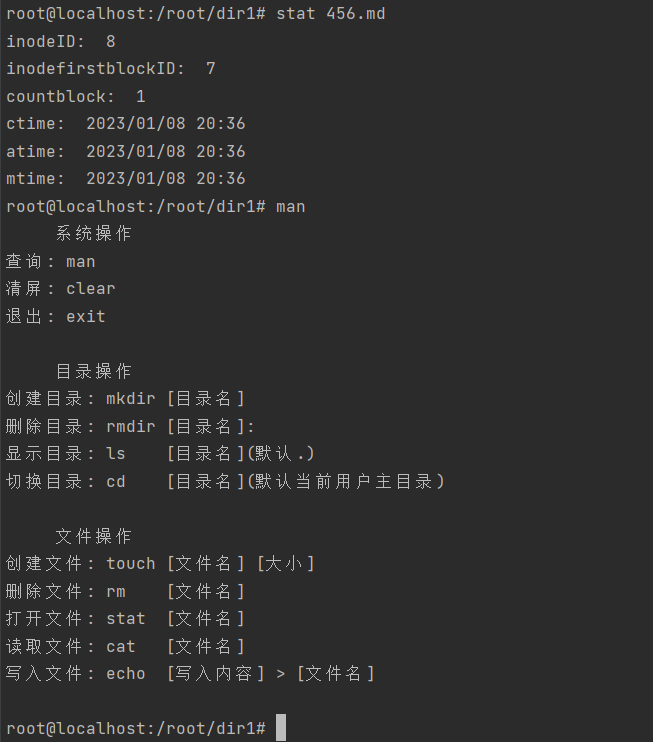 root@localhost:/root/dir1# stat 456.md
inodeID:  8
inodefirstblockID:  7
countblock:  1
ctime:  2023/01/08 20:36
atime:  2023/01/08 20:36
mtime:  2023/01/08 20:36
root@localhost:/root/dir1# man
系统操作
查询: man
清屏: clear
退出: exit
目录操作
创建目录: mkdir [目录名]
删除目录: rmdir [目录名]:
显示目录: ls    [目录名](默认.)
切换目录: cd    [目录名](默认当前用户主目录)
文件操作
创建文件: touch [文件名] [大小]
删除文件: rm    [文件名]
打开文件: stat  [文件名]
读取文件: cat   [文件名]
写入文件: echo  [写入内容] > [文件名]
root@localhost:/root/dir1#